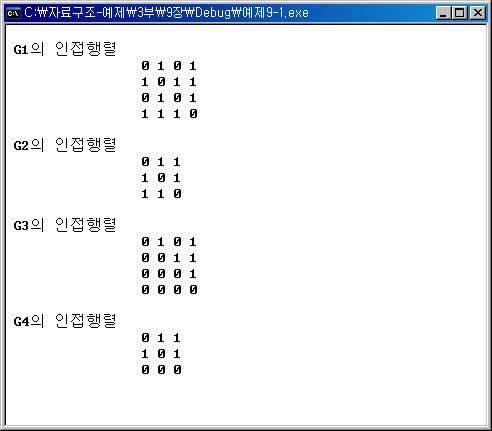 C:\자료구조-예제\3부\9장\Debug\예제9-1.exe
G1의 인접행렬
0 1 0 1
1 0 1 1
0 1 0 1
1 1 1 0
G2의 인접행렬
0 1 1
1 0 1
1 1 0
G3의 인접행렬
0 1 0 1
0 0 1 1
0 0 0 1
0 0 0 0
G4의 인접행렬
0 1 1
1 0 1
0 0 0